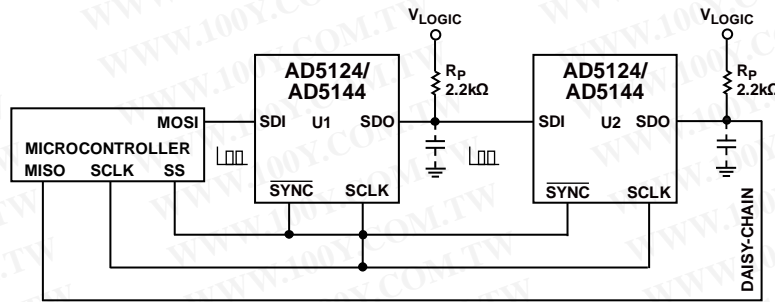 VLOGIC
VLOGIC
AD5124/
AD5144
RP
2.2kΩ
AD5124/
AD5144
RP
2.2kΩ
MOSI
SDI
U1
SDO
SDI
U2
SDO
MICROCONTROLLER
MISO
SCLK
SS
SYNC
SCLK
SYNC
SCLK
DAISY-CHAIN
WWW.100Y.COM.TW